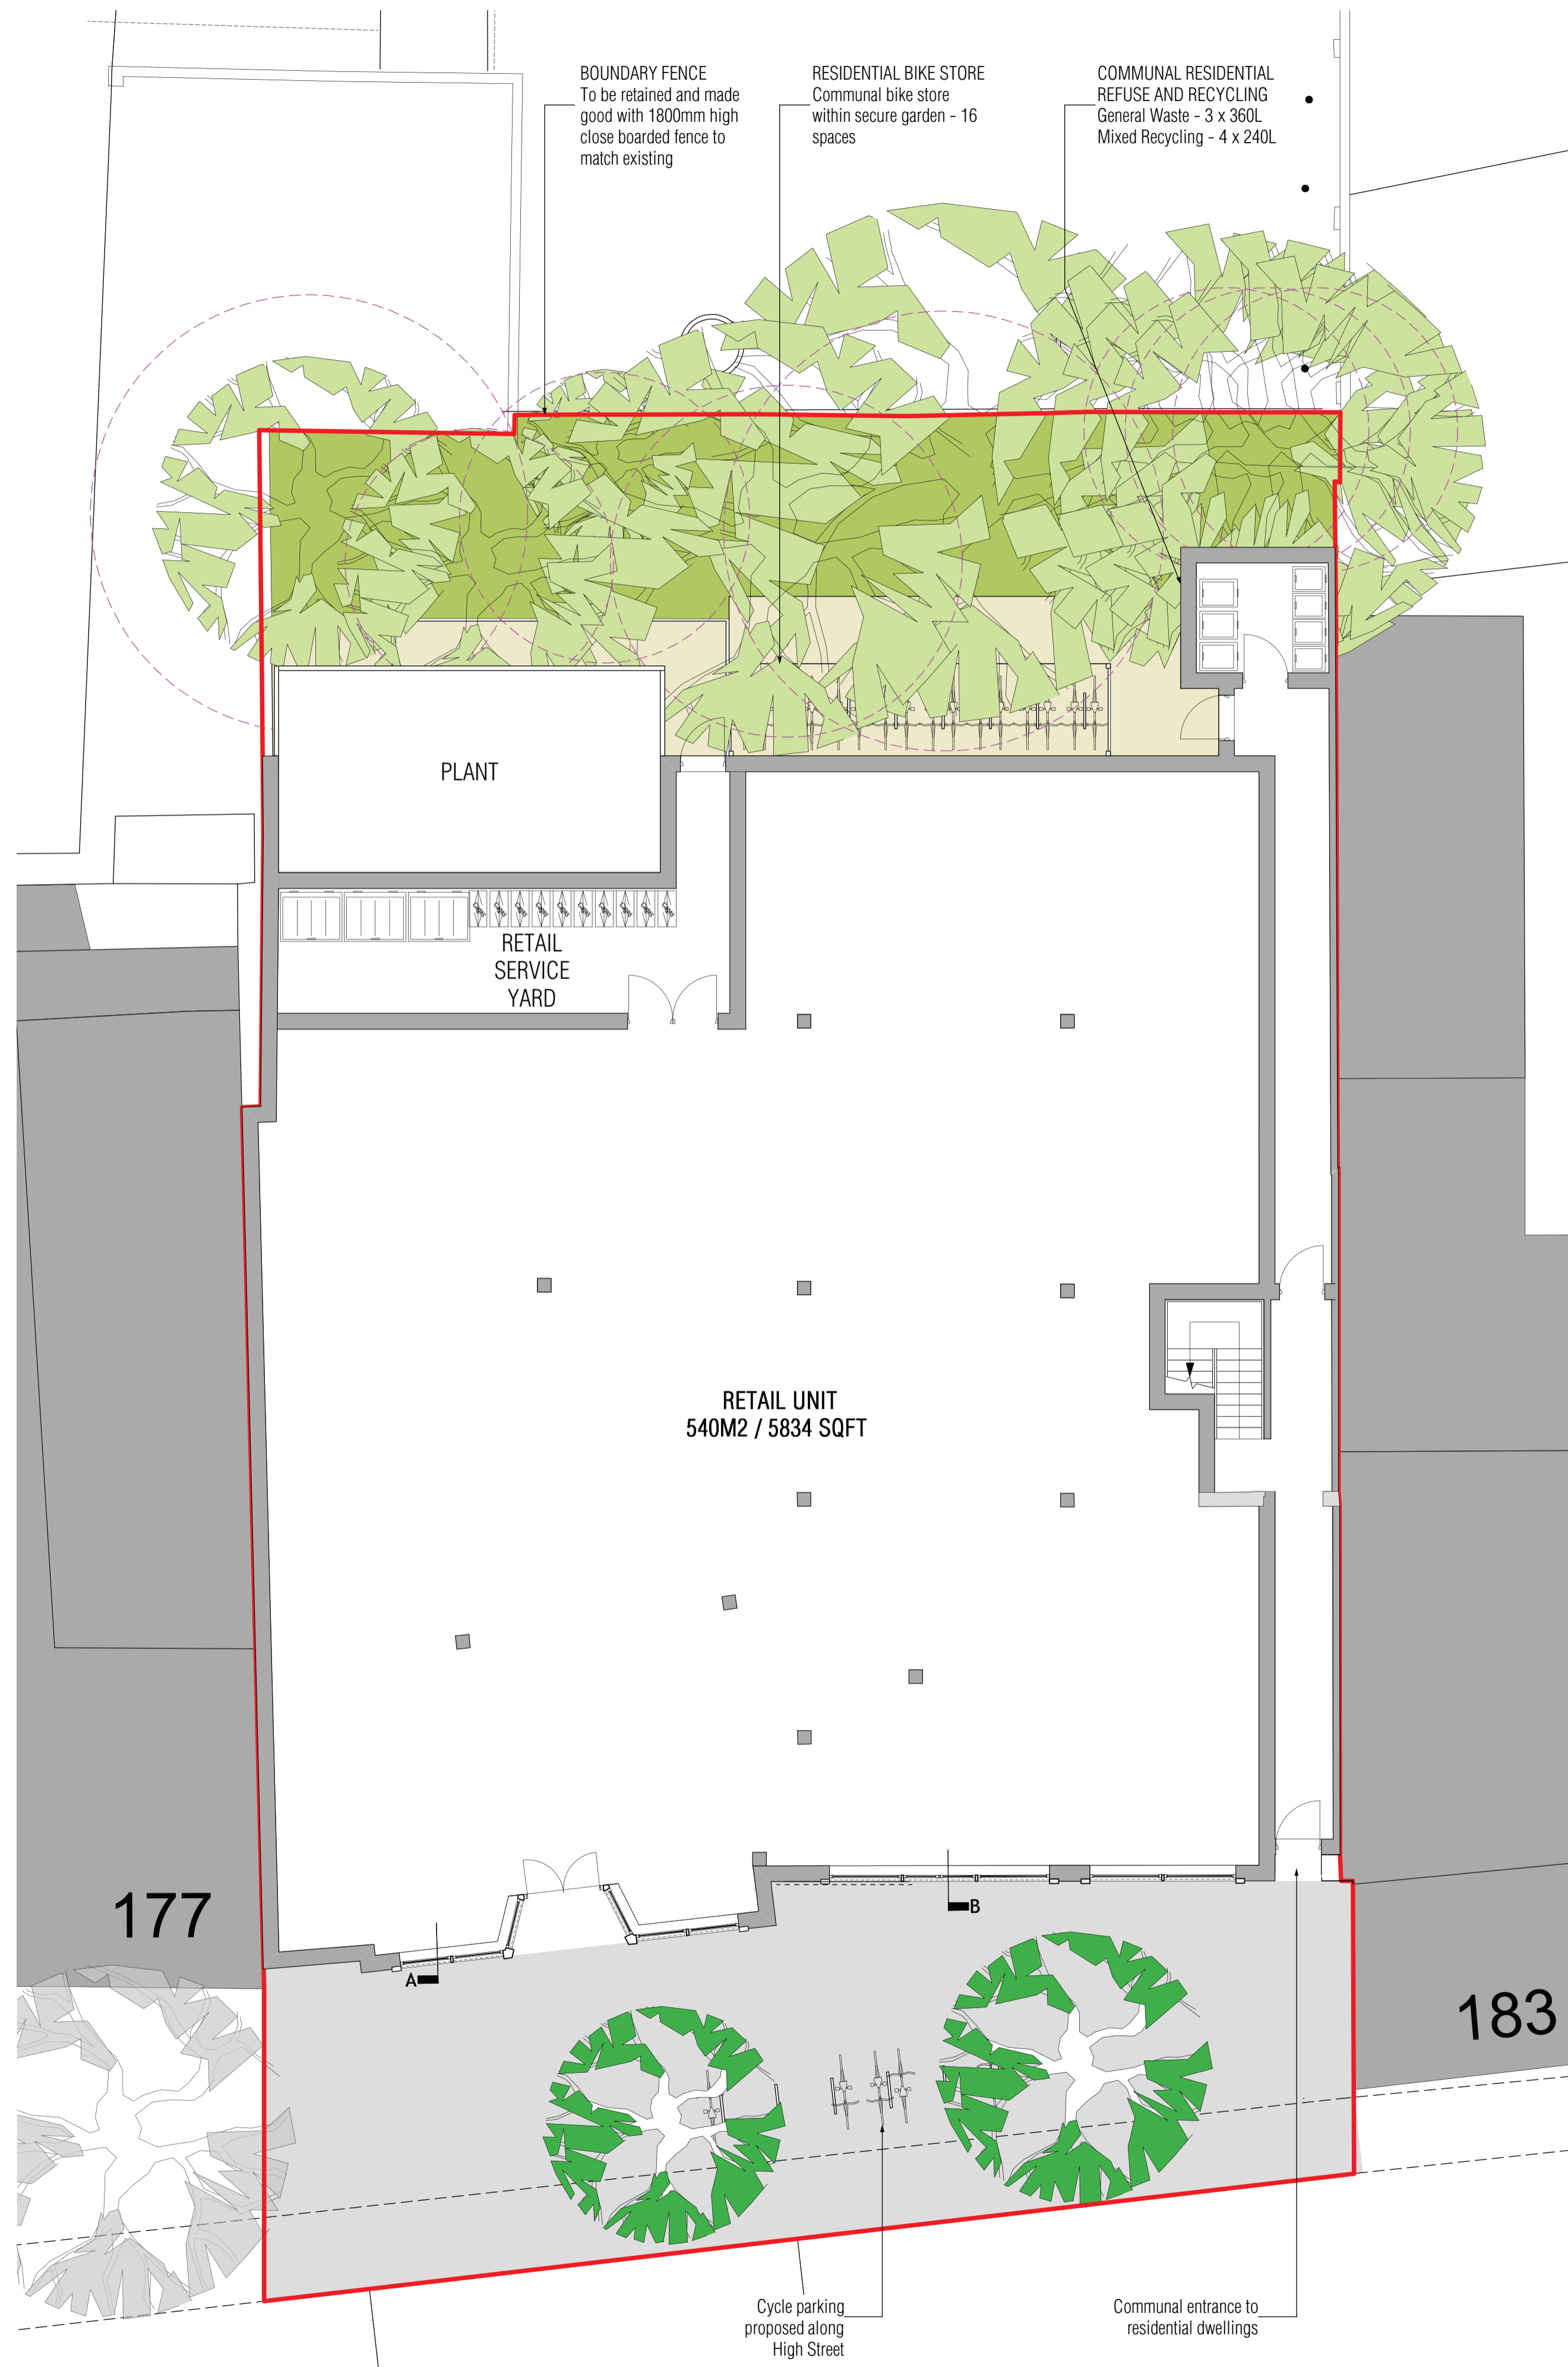 BOUNDARY FENCE
To be retained and made
good with 1800mm high
close boarded fence to
match existing
RESIDENTIAL BIKE STORE
Communal bike store
within secure garden - 16
spaces
COMMUNAL RESIDENTIAL
REFUSE AND RECYCLING
General Waste - 3 x 360L
Mixed Recycling - 4 x 240L
PLANT
RETAIL
SERVICE
YARD
RETAIL UNIT
540M2 / 5834 SQFT
177
A
B
183
Cycle parking
proposed along
High Street
Communal entrance to
residential dwellings